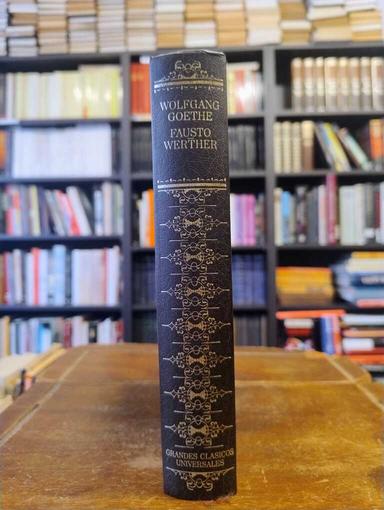 WOLFGANG
GOETHE
FAUSTO
WERTHER
GRANDES CLASICOS
UNIVERSALES